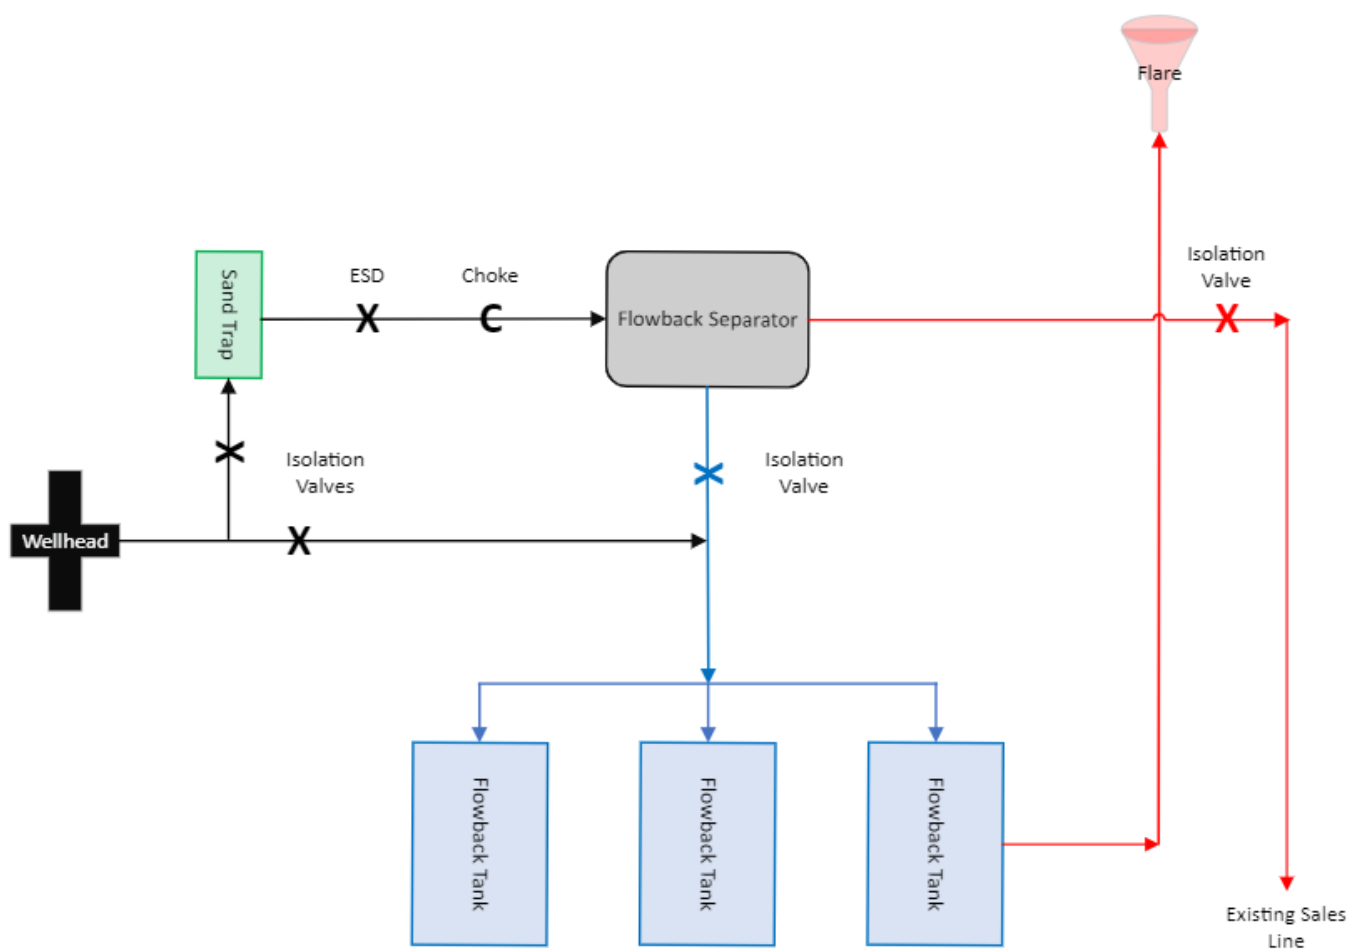 Flare
Isolation
Valve
ESD
Choke
Sand Trap
X
C
Flowback Separator
X
X
Isolation
Valves
X
Isolation
Valve
Wellhead
X
Flowback Tank
Flowback Tank
Flowback Tank
Existing Sales
Line